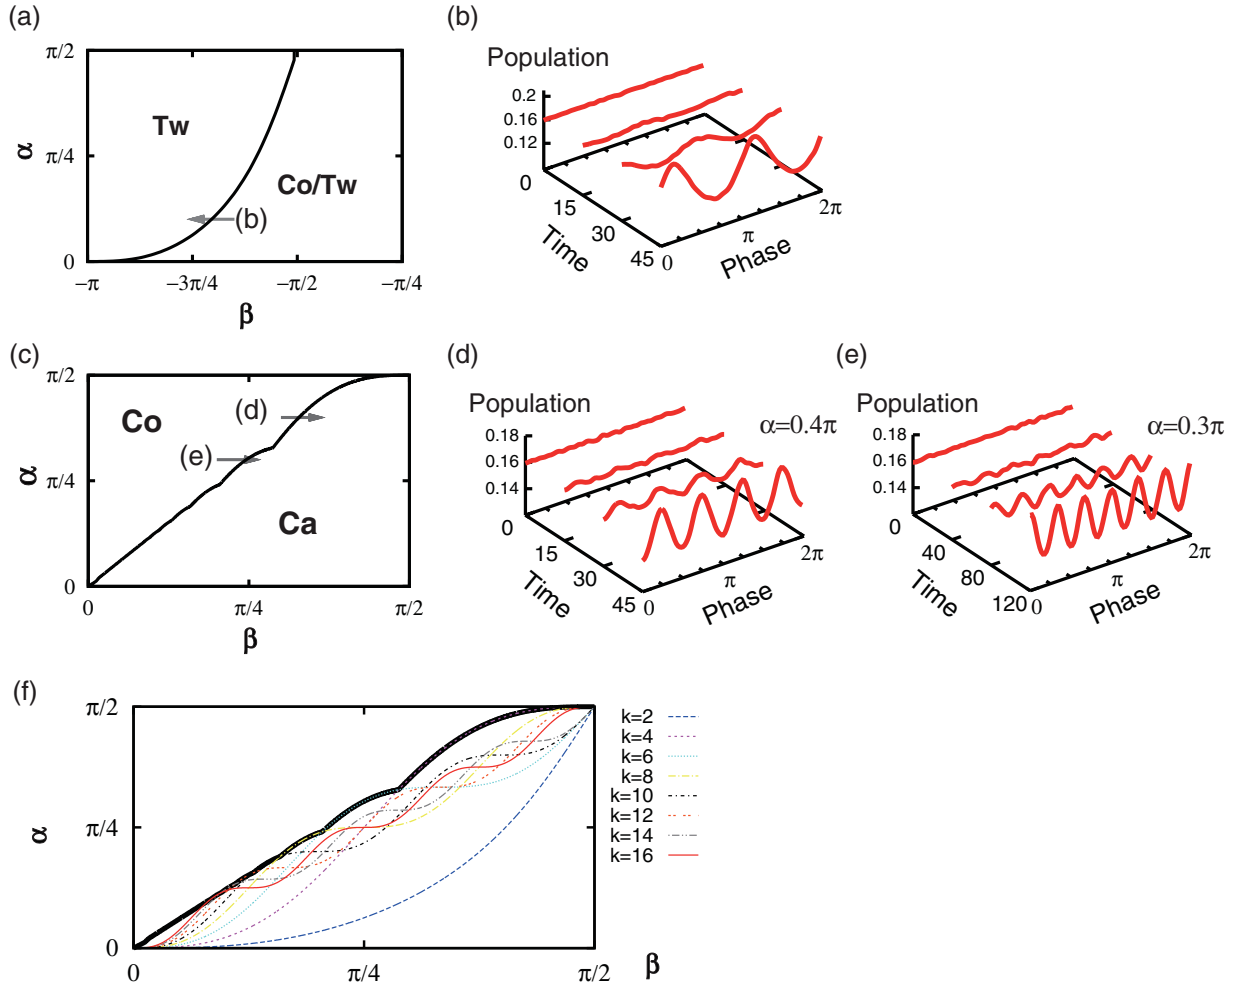 (a)
α
π/2
π/4
0
Tw
Co/Tw
(b)
−π
−3π/4
−π/2
−π/4
β
(b)
Population
0.2
0.16
0.12
0
15
30
45
Time
0
π
2π
Phase
(c)
α
π/2
π/4
0
Co
(d)
(e)
Ca
0
π/4
π/2
β
(d)
Population
α=0.4π
0.18
0.16
0.14
0
15
30
45
Time
0
π
2π
Phase
(e)
Population
α=0.3π
0.18
0.16
0.14
0
40
80
120
Time
0
π
2π
Phase
(f)
α
π/2
π/4
0
0
π/4
π/2
β
k=2
k=4
k=6
k=8
k=10
k=12
k=14
k=16